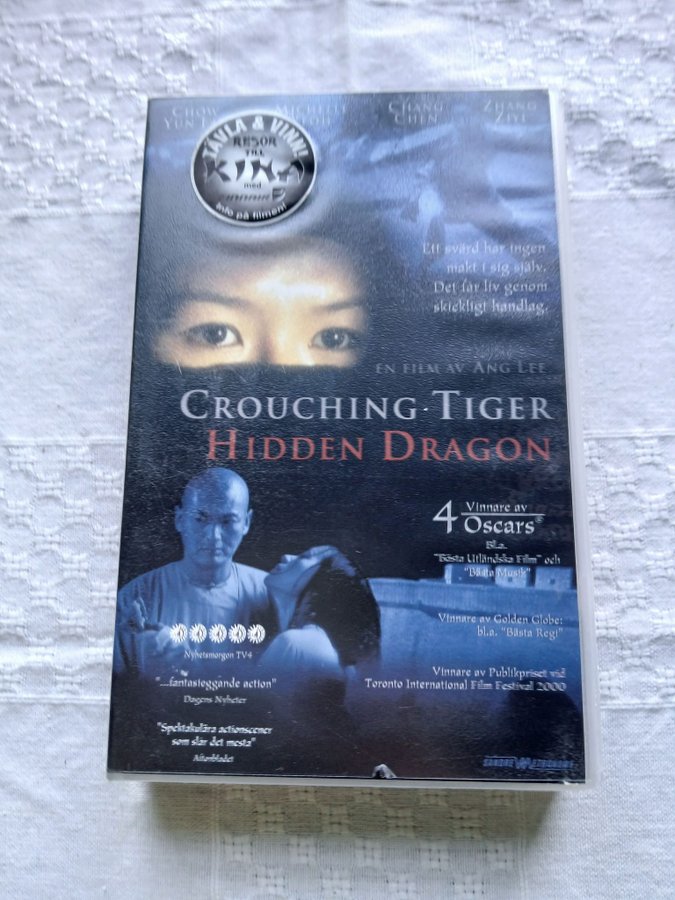 CHOW
YUN
MICHELLE
YEOH
CHANG
CHEN
ZHANG
ZIYI
TÄVLA & VINN!
RESOR
TILL
KINA
med
Info på filmen!
Ett svärd har ingen
makt i sig själv.
Det får liv genom
skickligt handlag.
EN FILM AV ANG LEE
CROUCHING·TIGER
HIDDEN DRAGON
4 Vinnare av
Oscars®
Bl.a.
"Bästa Utländska Film" och
"Bästa Musik"
Vinnare av Golden Globe:
bl.a. "Bästa Regi"
Nyhetsmorgon TV4
Vinnare av Publikpriset vid
Toronto International Film Festival 2000
"...fantasieggande action"
Dagens Nyheter
"Spektakulära actionscener
som slår det mesta"
Aftonbladet
SANDREW METRONOME